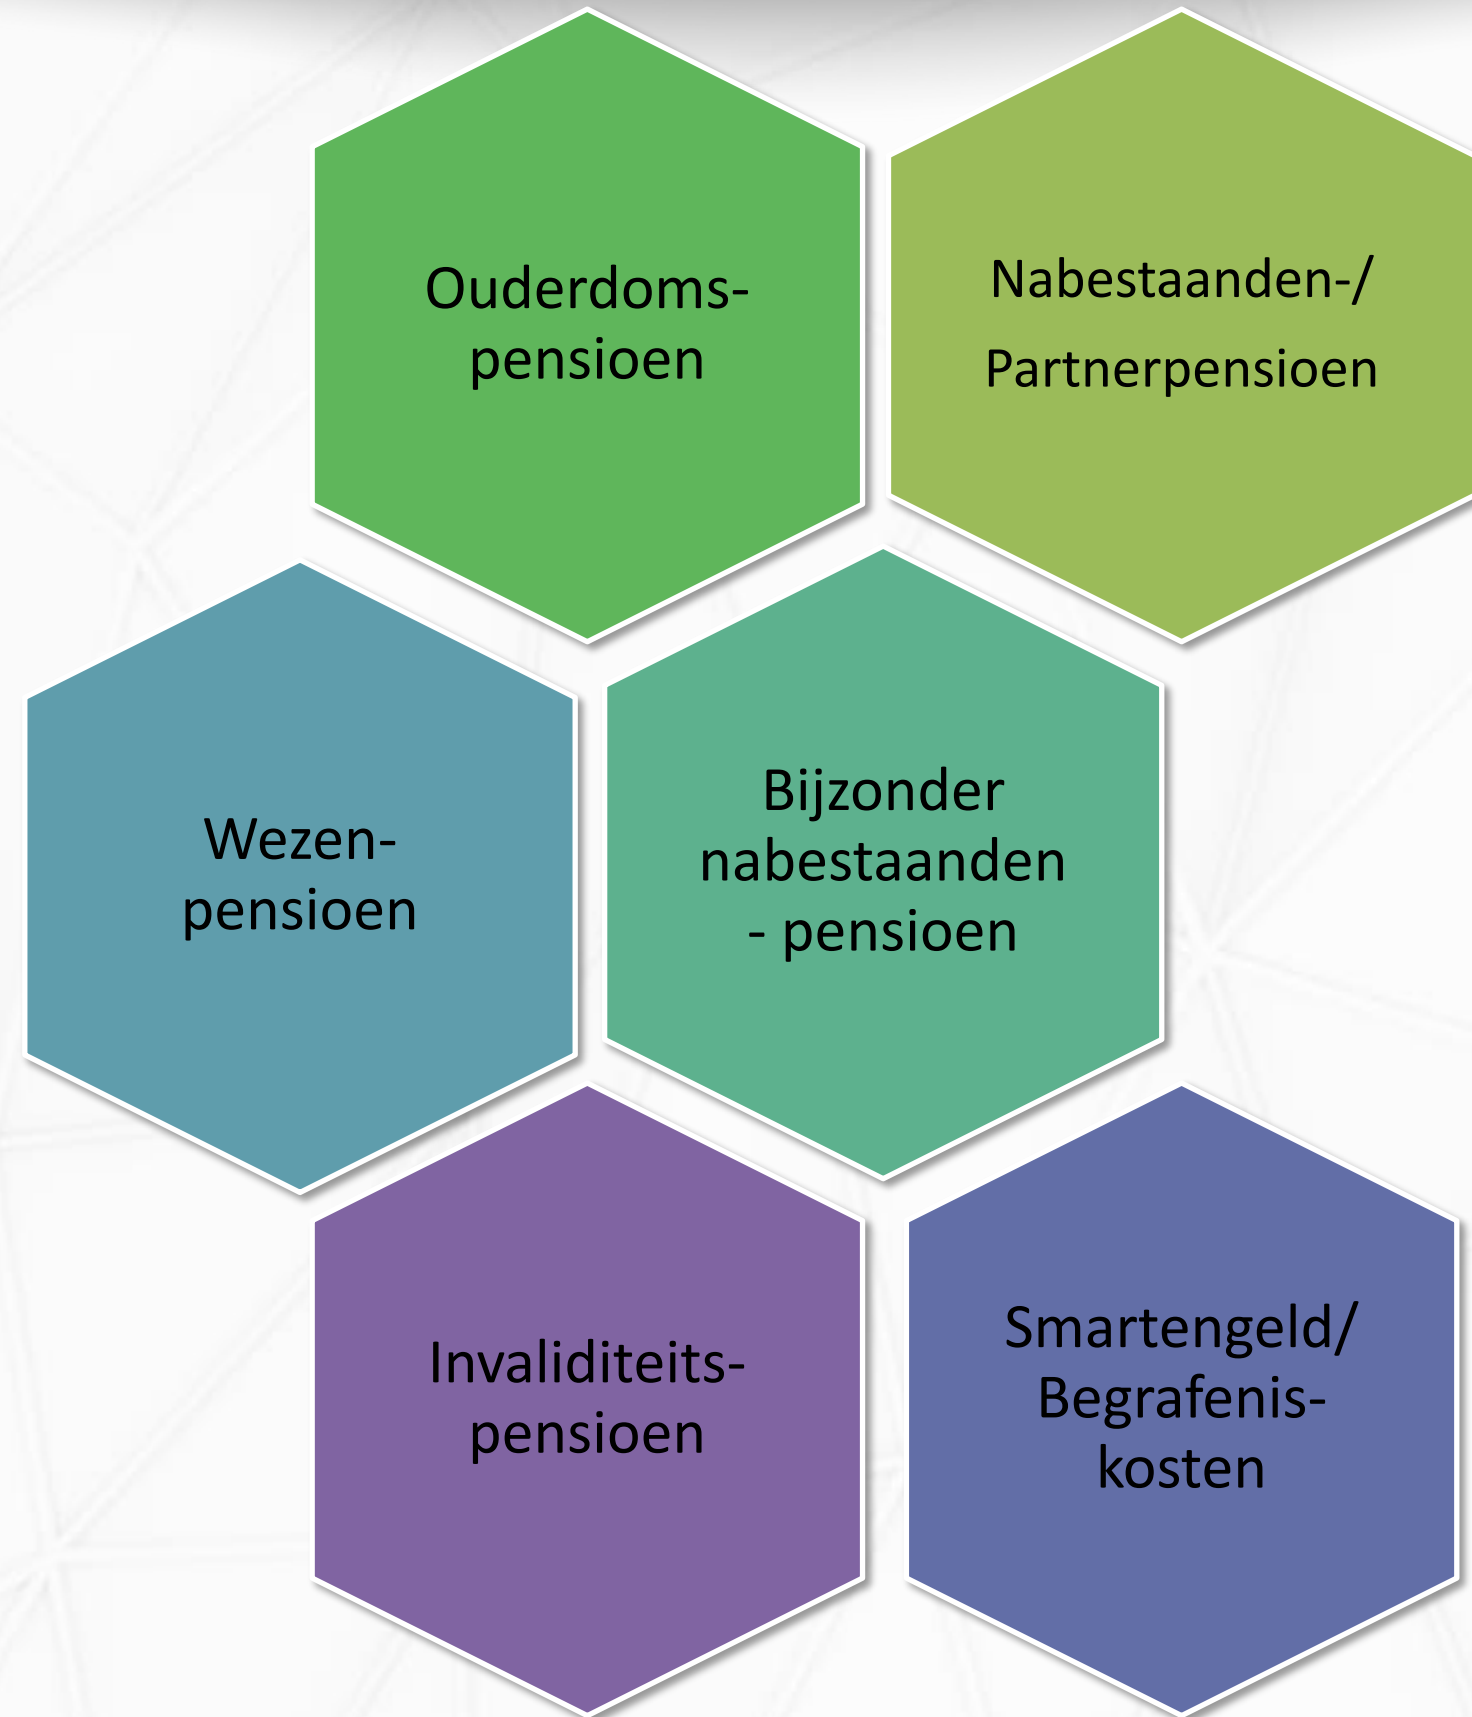 Ouderdoms-
pensioen
Nabestaanden-/
Partnerpensioen
Wezen-
pensioen
Bijzonder
nabestaanden
- pensioen
Invaliditeits-
pensioen
Smartengeld/
Begrafenis-
kosten